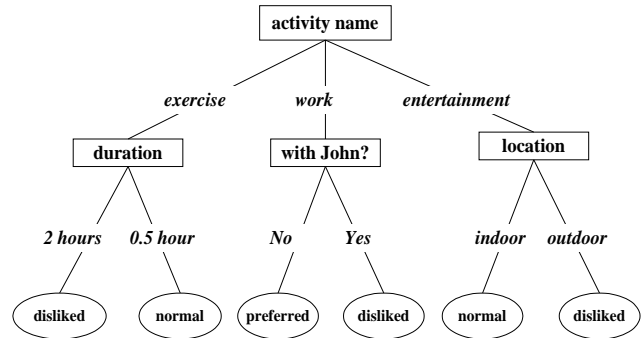 activity name
exercise work entertainment
duration with John? location
2 hours 0.5 hour No Yes indoor outdoor
disliked normal preferred disliked normal disliked